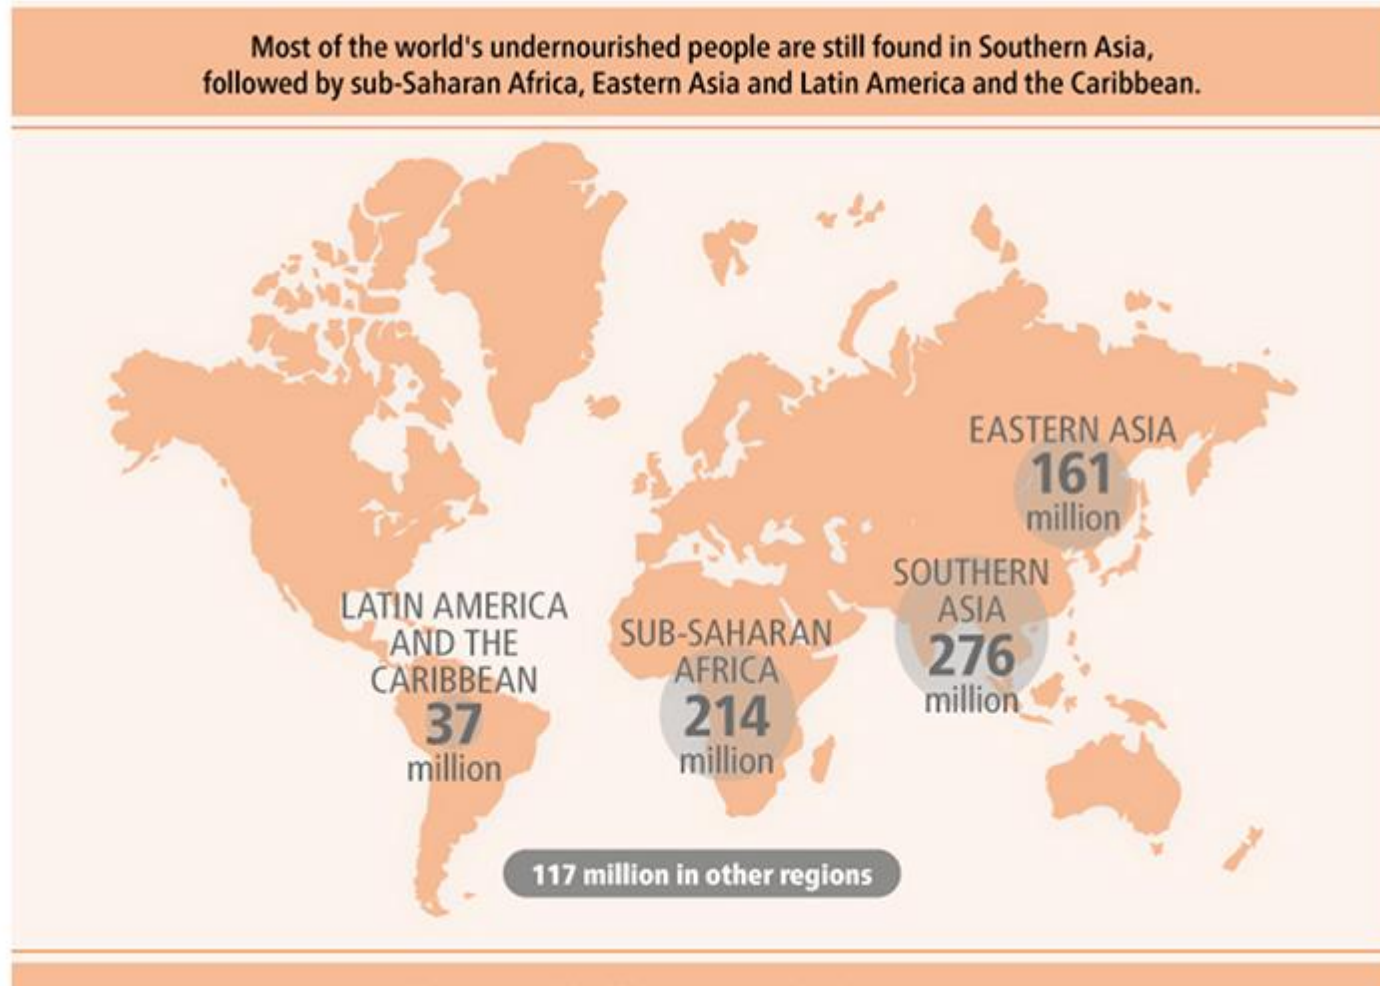 Most of the world's undernourished people are still found in Southern Asia,
followed by sub-Saharan Africa, Eastern Asia and Latin America and the Caribbean.
EASTERN ASIA
161
million
SOUTHERN
ASIA
276
million
LATIN AMERICA
AND THE
CARIBBEAN
37
million
SUB-SAHARAN
AFRICA
214
million
117 million in other regions